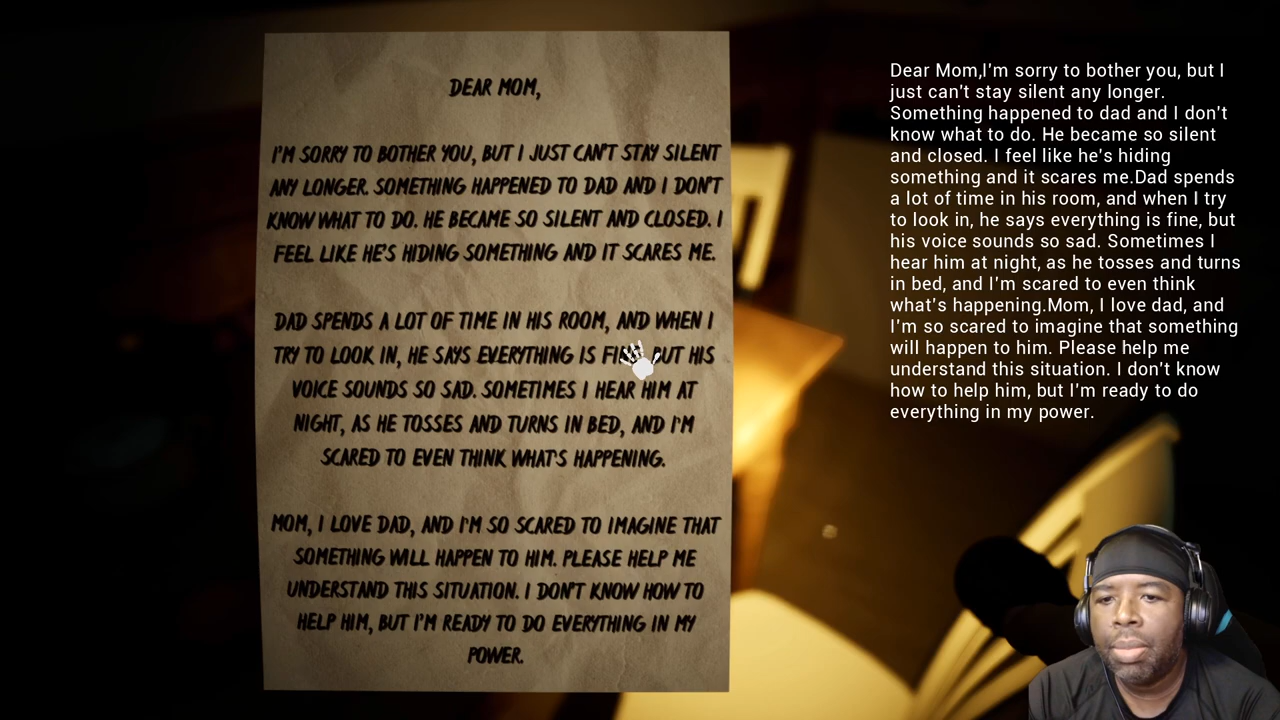 DEAR MOM,
I'M SORRY TO BOTHER YOU, BUT I JUST CAN'T STAY SILENT
ANY LONGER. SOMETHING HAPPENED TO DAD AND I DON'T
KNOW WHAT TO DO. HE BECAME SO SILENT AND CLOSED. I
FEEL LIKE HE'S HIDING SOMETHING AND IT SCARES ME.
DAD SPENDS A LOT OF TIME IN HIS ROOM, AND WHEN I
TRY TO LOOK IN, HE SAYS EVERYTHING IS FINE, BUT HIS
VOICE SOUNDS SO SAD. SOMETIMES I HEAR HIM AT
NIGHT, AS HE TOSSES AND TURNS IN BED, AND I'M
SCARED TO EVEN THINK WHAT'S HAPPENING.
MOM, I LOVE DAD, AND I'M SO SCARED TO IMAGINE THAT
SOMETHING WILL HAPPEN TO HIM. PLEASE HELP ME
UNDERSTAND THIS SITUATION. I DON'T KNOW HOW TO
HELP HIM, BUT I'M READY TO DO EVERYTHING IN MY
POWER.
Dear Mom,I'm sorry to bother you, but I
just can't stay silent any longer.
Something happened to dad and I don't
know what to do. He became so silent
and closed. I feel like he's hiding
something and it scares me.Dad spends
a lot of time in his room, and when I try
to look in, he says everything is fine, but
his voice sounds so sad. Sometimes I
hear him at night, as he tosses and turns
in bed, and I'm scared to even think
what's happening.Mom, I love dad, and
I'm so scared to imagine that something
will happen to him. Please help me
understand this situation. I don't know
how to help him, but I'm ready to do
everything in my power.